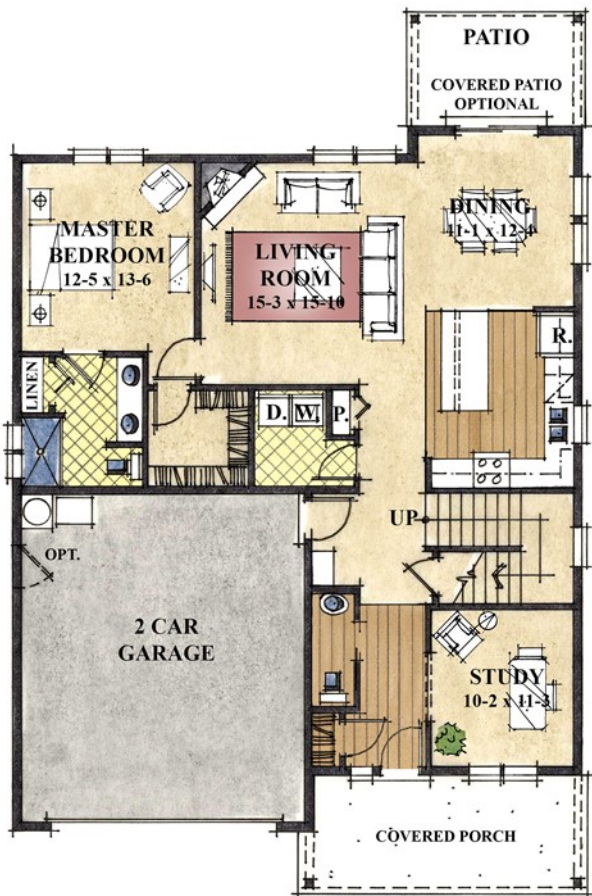 PATIO
COVERED PATIO
OPTIONAL
MASTER
BEDROOM
12-5 x 13-6
LIVING
ROOM
15-3 x 15-10
DINING
11-1 x 12-4
LINEN
D.
W.
P.
R.
UP
OPT.
2 CAR
GARAGE
STUDY
10-2 x 11-3
COVERED PORCH